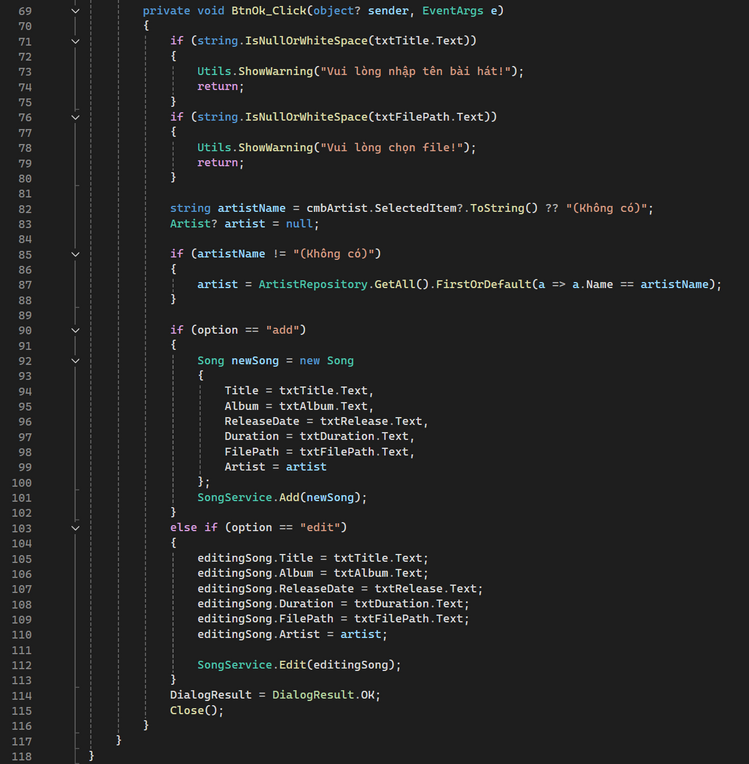 69 private void BtnOk_Click(object? sender, EventArgs e)
70 {
71 if (string.IsNullOrWhiteSpace(txtTitle.Text))
72 {
73 Utils.ShowWarning("Vui lòng nhập tên bài hát!");
74 return;
75 }
76 if (string.IsNullOrWhiteSpace(txtFilePath.Text))
77 {
78 Utils.ShowWarning("Vui lòng chọn file!");
79 return;
80 }
81
82 string artistName = cmbArtist.SelectedItem?.ToString() ?? "(Không có)";
83 Artist? artist = null;
84
85 if (artistName != "(Không có)")
86 {
87 artist = ArtistRepository.GetAll().FirstOrDefault(a => a.Name == artistName);
88 }
89
90 if (option == "add")
91 {
92 Song newSong = new Song
93 {
94 Title = txtTitle.Text,
95 Album = txtAlbum.Text,
96 ReleaseDate = txtRelease.Text,
97 Duration = txtDuration.Text,
98 FilePath = txtFilePath.Text,
99 Artist = artist
100 };
101 SongService.Add(newSong);
102 }
103 else if (option == "edit")
104 {
105 editingSong.Title = txtTitle.Text;
106 editingSong.Album = txtAlbum.Text;
107 editingSong.ReleaseDate = txtRelease.Text;
108 editingSong.Duration = txtDuration.Text;
109 editingSong.FilePath = txtFilePath.Text;
110 editingSong.Artist = artist;
111
112 SongService.Edit(editingSong);
113 }
114 DialogResult = DialogResult.OK;
115 Close();
116 }
117 }
118 }